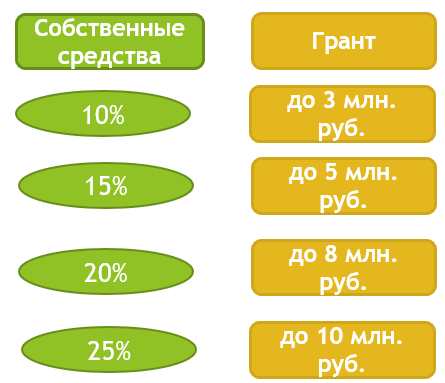 Собственные
средства
Грант
10%
до 3 млн.
руб.
15%
до 5 млн.
руб.
20%
до 8 млн.
руб.
25%
до 10 млн.
руб.